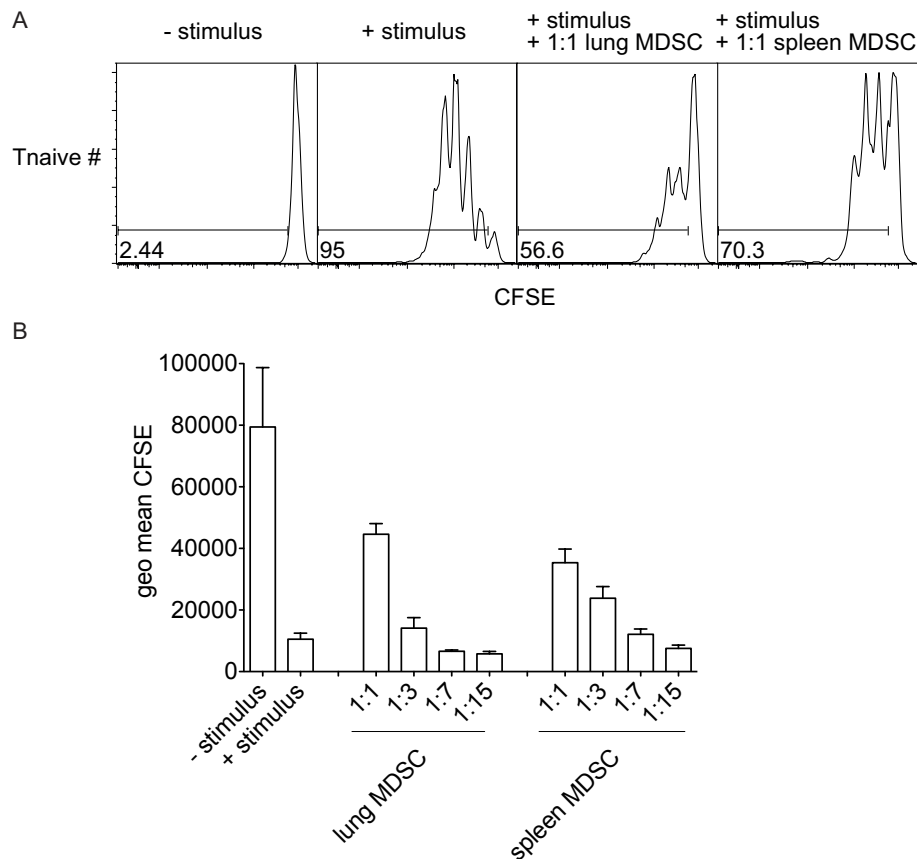 A
- stimulus
+ stimulus
+ stimulus
+ 1:1 lung MDSC
+ stimulus
+ 1:1 spleen MDSC
Tnaive #
2.44
95
56.6
70.3
CFSE
B
geo mean CFSE
100000
80000
60000
40000
20000
0
- stimulus
+ stimulus
1:1
1:3
1:7
1:15
1:1
1:3
1:7
1:15
lung MDSC
spleen MDSC